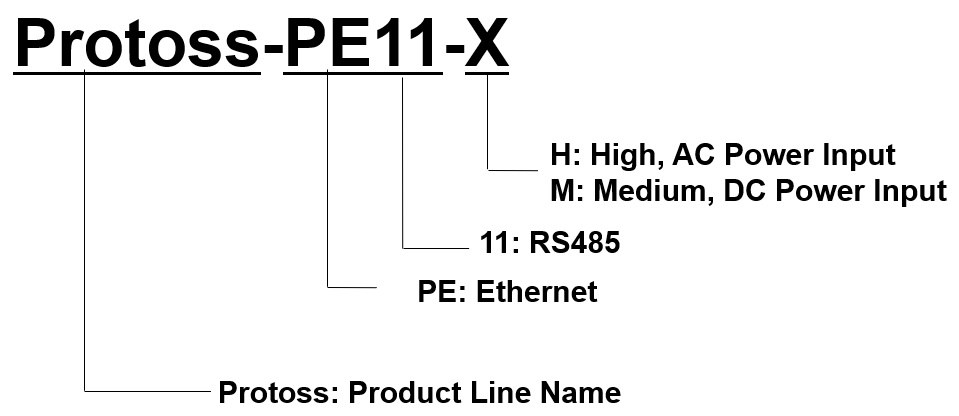 Protoss-PE11-X
H: High, AC Power Input
M: Medium, DC Power Input
11: RS485
PE: Ethernet
Protoss: Product Line Name